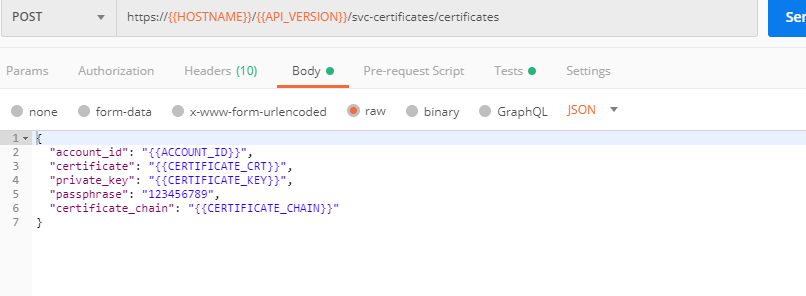 POST https://{{HOSTNAME}}/{{API_VERSION}}/svc-certificates/certificates Sen
Params Authorization Headers (10) Body Pre-request Script Tests Settings
none form-data x-www-form-urlencoded raw binary GraphQL JSON
1 {
2 "account_id": "{{ACCOUNT_ID}}",
3 "certificate": "{{CERTIFICATE_CRT}}",
4 "private_key": "{{CERTIFICATE_KEY}}",
5 "passphrase": "123456789",
6 "certificate_chain": "{{CERTIFICATE_CHAIN}}"
7 }